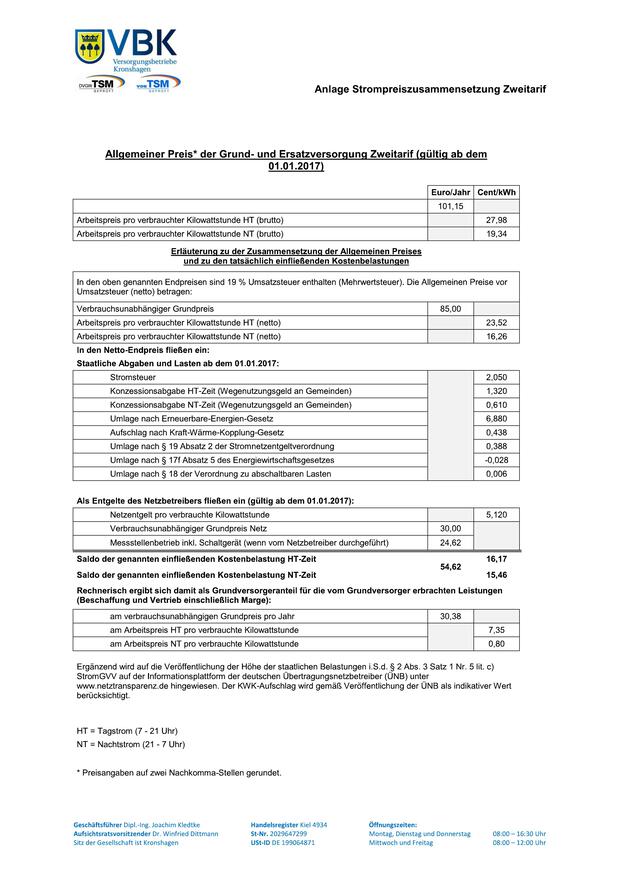 VBK
Versorgungsbetriebe
Kronshagen
DVGW TSM
GEPRÜFT
VDE TSM
GEPRÜFT
Anlage Strompreiszusammensetzung Zweitarif
Allgemeiner Preis* der Grund- und Ersatzversorgung Zweitarif (gültig ab dem
01.01.2017)
Euro/Jahr Cent/kWh
101,15
Arbeitspreis pro verbrauchter Kilowattstunde HT (brutto) 27,98
Arbeitspreis pro verbrauchter Kilowattstunde NT (brutto) 19,34
Erläuterung zu der Zusammensetzung der Allgemeinen Preises
und zu den tatsächlich einfließenden Kostenbelastungen
In den oben genannten Endpreisen sind 19 % Umsatzsteuer enthalten (Mehrwertsteuer). Die Allgemeinen Preise vor
Umsatzsteuer (netto) betragen:
Verbrauchsunabhängiger Grundpreis 85,00
Arbeitspreis pro verbrauchter Kilowattstunde HT (netto) 23,52
Arbeitspreis pro verbrauchter Kilowattstunde NT (netto) 16,26
In den Netto-Endpreis fließen ein:
Staatliche Abgaben und Lasten ab dem 01.01.2017:
Stromsteuer 2,050
Konzessionsabgabe HT-Zeit (Wegenutzungsgeld an Gemeinden) 1,320
Konzessionsabgabe NT-Zeit (Wegenutzungsgeld an Gemeinden) 0,610
Umlage nach Erneuerbare-Energien-Gesetz 6,880
Aufschlag nach Kraft-Wärme-Kopplung-Gesetz 0,438
Umlage nach § 19 Absatz 2 der Stromnetzentgeltverordnung 0,388
Umlage nach § 17f Absatz 5 des Energiewirtschaftsgesetzes -0,028
Umlage nach § 18 der Verordnung zu abschaltbaren Lasten 0,006
Als Entgelte des Netzbetreibers fließen ein (gültig ab dem 01.01.2017):
Netzentgelt pro verbrauchte Kilowattstunde 5,120
Verbrauchsunabhängiger Grundpreis Netz 30,00
Messstellenbetrieb inkl. Schaltgerät (wenn vom Netzbetreiber durchgeführt) 24,62
Saldo der genannten einfließenden Kostenbelastung HT-Zeit 16,17
54,62
Saldo der genannten einfließenden Kostenbelastung NT-Zeit 15,46
Rechnerisch ergibt sich damit als Grundversorgeranteil für die vom Grundversorger erbrachten Leistungen
(Beschaffung und Vertrieb einschließlich Marge):
am verbrauchsunabhängigen Grundpreis pro Jahr 30,38
am Arbeitspreis HT pro verbrauchte Kilowattstunde 7,35
am Arbeitspreis NT pro verbrauchte Kilowattstunde 0,80
Ergänzend wird auf die Veröffentlichung der Höhe der staatlichen Belastungen i.S.d. § 2 Abs. 3 Satz 1 Nr. 5 lit. c)
StromGVV auf der Informationsplattform der deutschen Übertragungsnetzbetreiber (ÜNB) unter
www.netztransparenz.de hingewiesen. Der KWK-Aufschlag wird gemäß Veröffentlichung der ÜNB als indikativer Wert
berücksichtigt.
HT = Tagstrom (7 - 21 Uhr)
NT = Nachtstrom (21 - 7 Uhr)
* Preisangaben auf zwei Nachkomma-Stellen gerundet.
Geschäftsführer Dipl.-Ing. Joachim Kledtke Handelsregister Kiel 4934 Öffnungszeiten:
Aufsichtsratsvorsitzender Dr. Winfried Dittmann St-Nr. 2029647299 Montag, Dienstag und Donnerstag 08:00 – 16:30 Uhr
Sitz der Gesellschaft ist Kronshagen USt-ID DE 199064871 Mittwoch und Freitag 08:00 – 12:00 Uhr